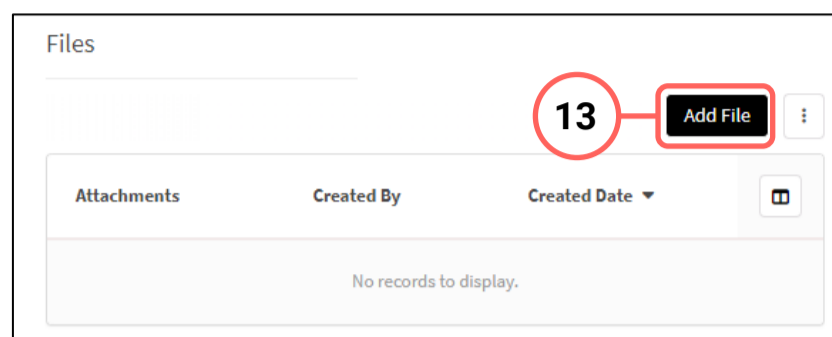 Files
13 Add File
Attachments Created By Created Date
No records to display.